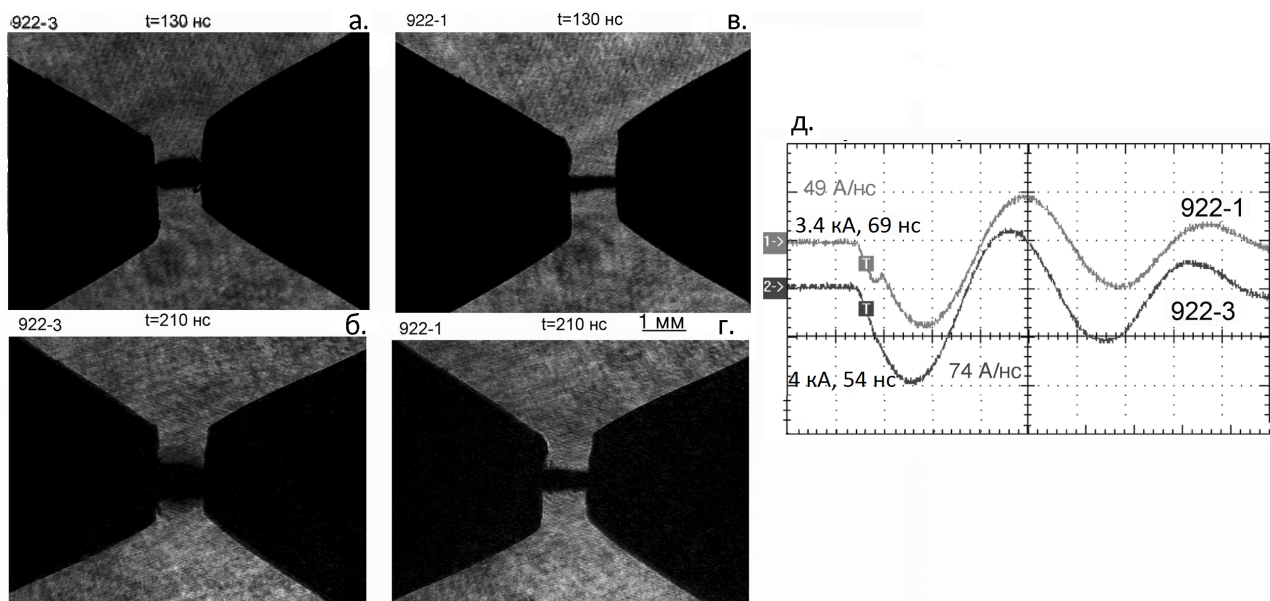 922-3 t=130 нс а.
922-1 t=130 нс в.
922-3 t=210 нс б.
922-1 t=210 нс 1 мм г.
д.
49 А/нс
3.4 кА, 69 нс
922-1
1->
T
2->
T
922-3
4 кА, 54 нс
74 А/нс